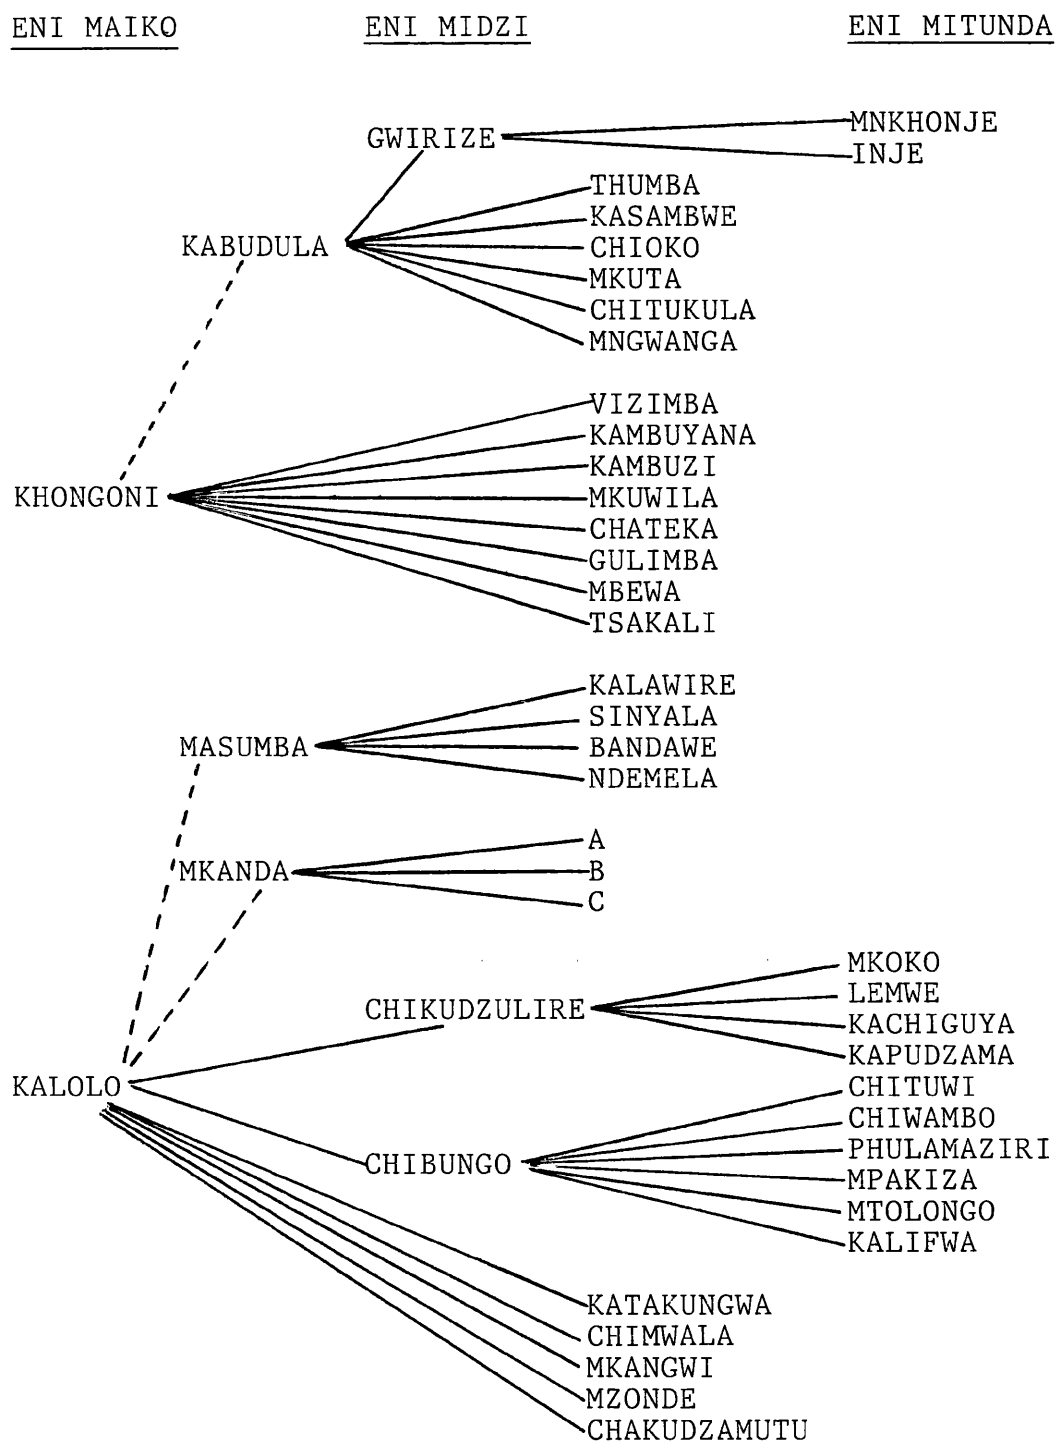 ENI MAIKO ENI MIDZI ENI MITUNDA
MNKHONJE
GWIRIZE
INJE
THUMBA
KASAMBWE
KABUDULA CHIOKO
MKUTA
CHITUKULA
MNGWANGA
VIZIMBA
KAMBUYANA
KAMBUZI
KHONGONI MKUWILA
CHATEKA
GULIMBA
MBEWA
TSAKALI
KALAWIRE
SINYALA
MASUMBA BANDAWE
NDEMELA
A
MKANDA B
C
MKOKO
LEMWE
CHIKUDZULIRE
KACHIGUYA
KAPUDZAMA
KALOLO CHITUWI
CHIWAMBO
PHULAMAZIRI
CHIBUNGO
MPAKIZA
MTOLONGO
KALIFWA
KATAKUNGWA
CHIMWALA
MKANGWI
MZONDE
CHAKUDZAMUTU